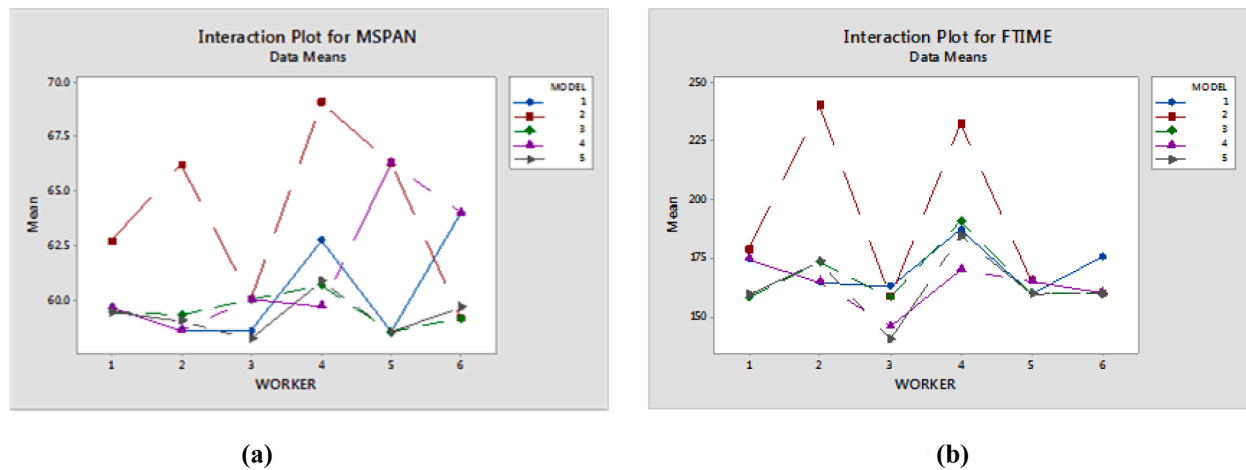 Interaction Plot for MSPAN
Data Means
70.0
67.5
65.0
62.5
60.0
Mean
1 2 3 4 5 6
WORKER
MODEL
1
2
3
4
5
(a)
Interaction Plot for FTIME
Data Means
250
225
200
175
150
Mean
1 2 3 4 5 6
WORKER
MODEL
1
2
3
4
5
(b)